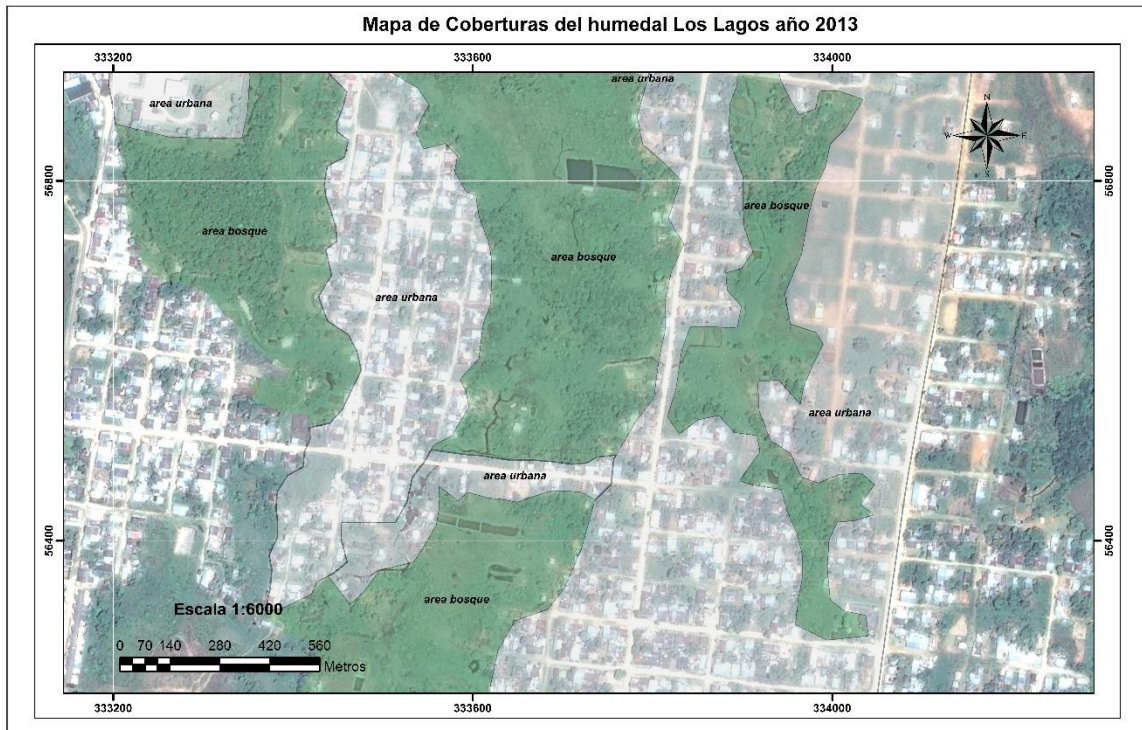 Mapa de Coberturas del humedal Los Lagos año 2013
333200
333600
334000
area urbana
area urbana
N
W
E
S
56800
56800
area bosque
area bosque
area bosque
area urbana
area urbana
area urbana
56400
56400
area bosque
Escala 1:6000
0 70 140 280 420 560
Metros
333200
333600
334000